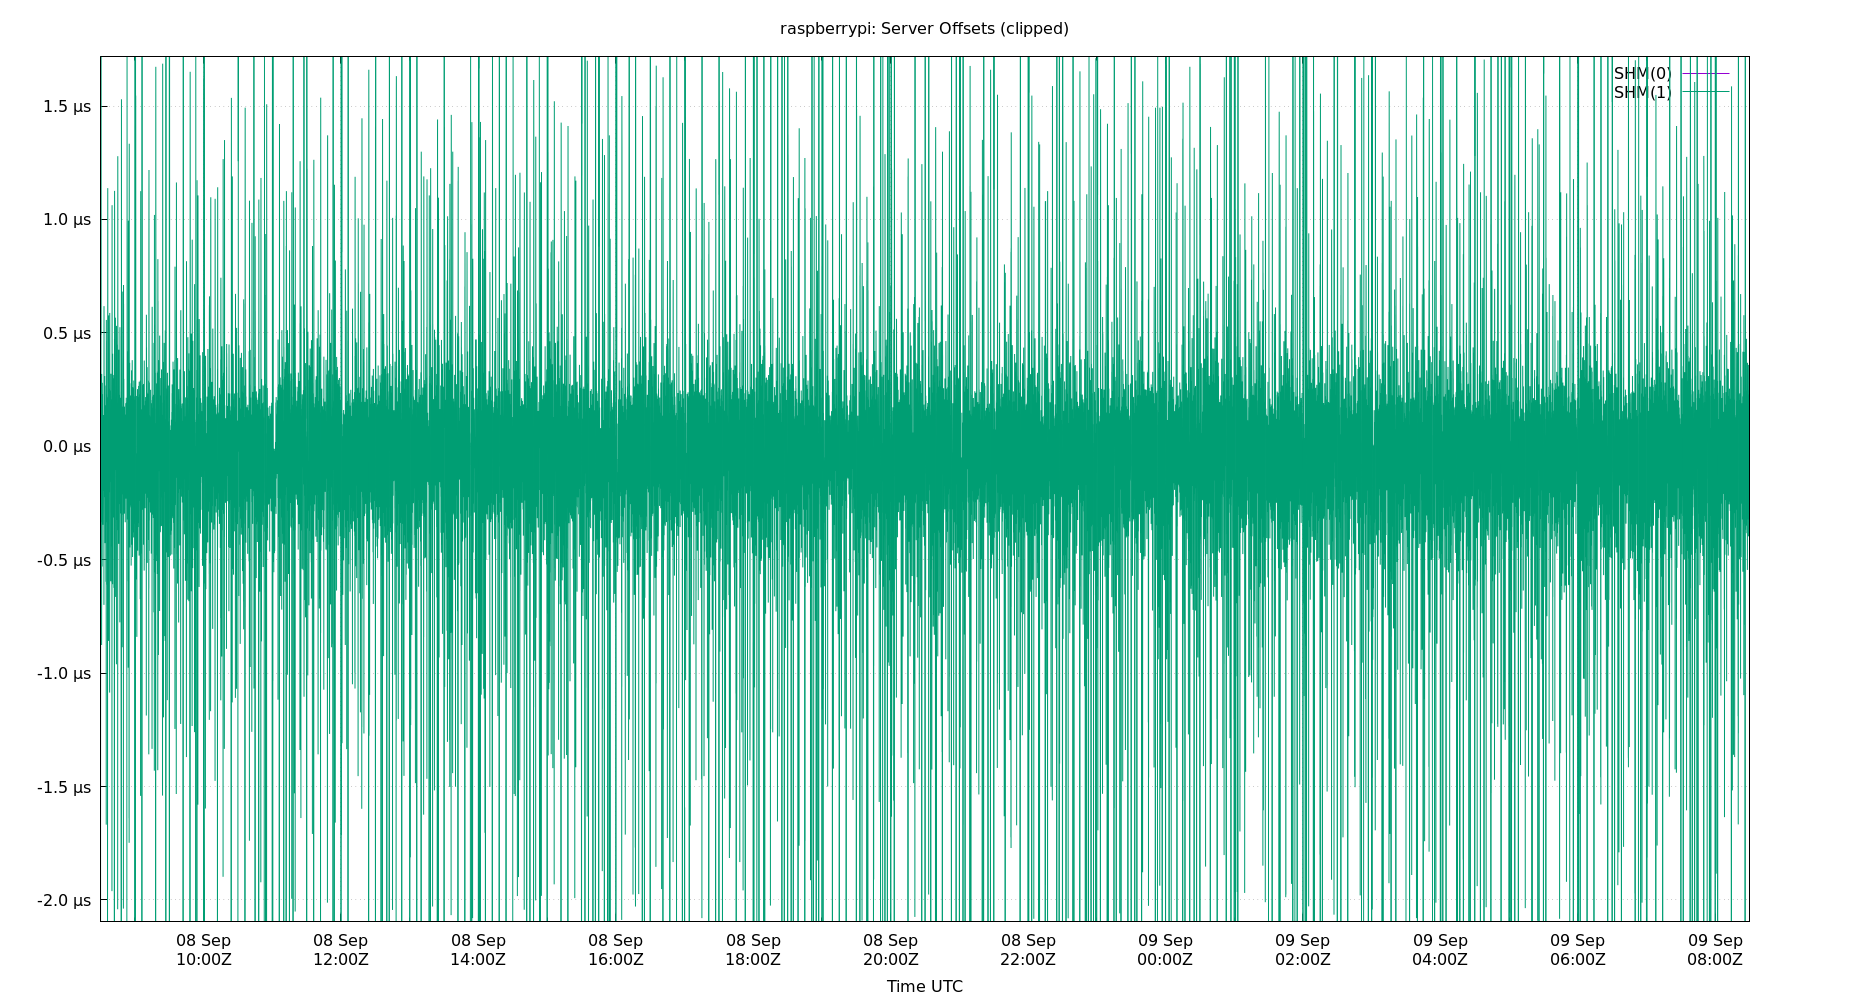 raspberrypi: Server Offsets (clipped)
SHM(0)
SHM(1)
1.5 µs
1.0 µs
0.5 µs
0.0 µs
-0.5 µs
-1.0 µs
-1.5 µs
-2.0 µs
08 Sep 08 Sep 08 Sep 08 Sep 08 Sep 08 Sep 08 Sep 09 Sep 09 Sep 09 Sep 09 Sep 09 Sep
10:00Z 12:00Z 14:00Z 16:00Z 18:00Z 20:00Z 22:00Z 00:00Z 02:00Z 04:00Z 06:00Z 08:00Z
Time UTC